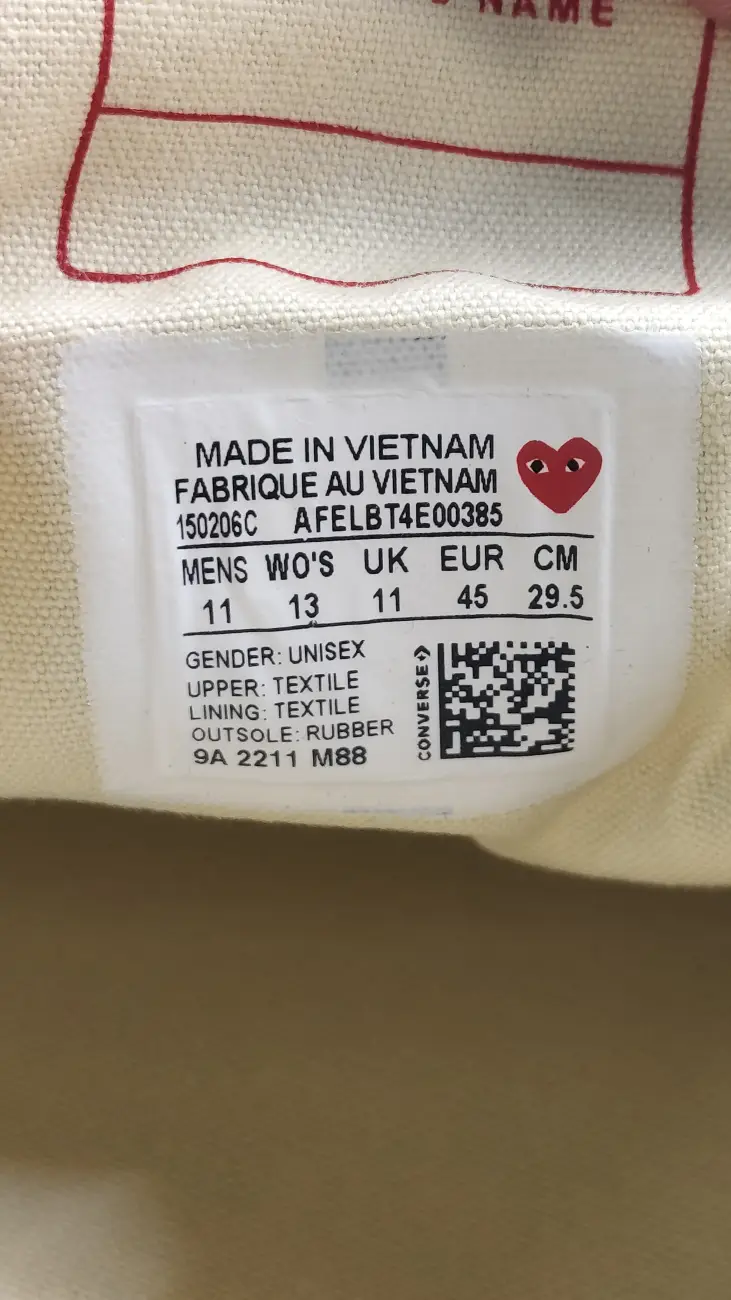 NAME
MADE IN VIETNAM
FABRIQUE AU VIETNAM
150206C AFELBT4E00385
MENS WO'S UK EUR CM
11 13 11 45 29.5
GENDER: UNISEX
UPPER: TEXTILE
LINING: TEXTILE
OUTSOLE: RUBBER
9A 2211 M88
CONVERSE